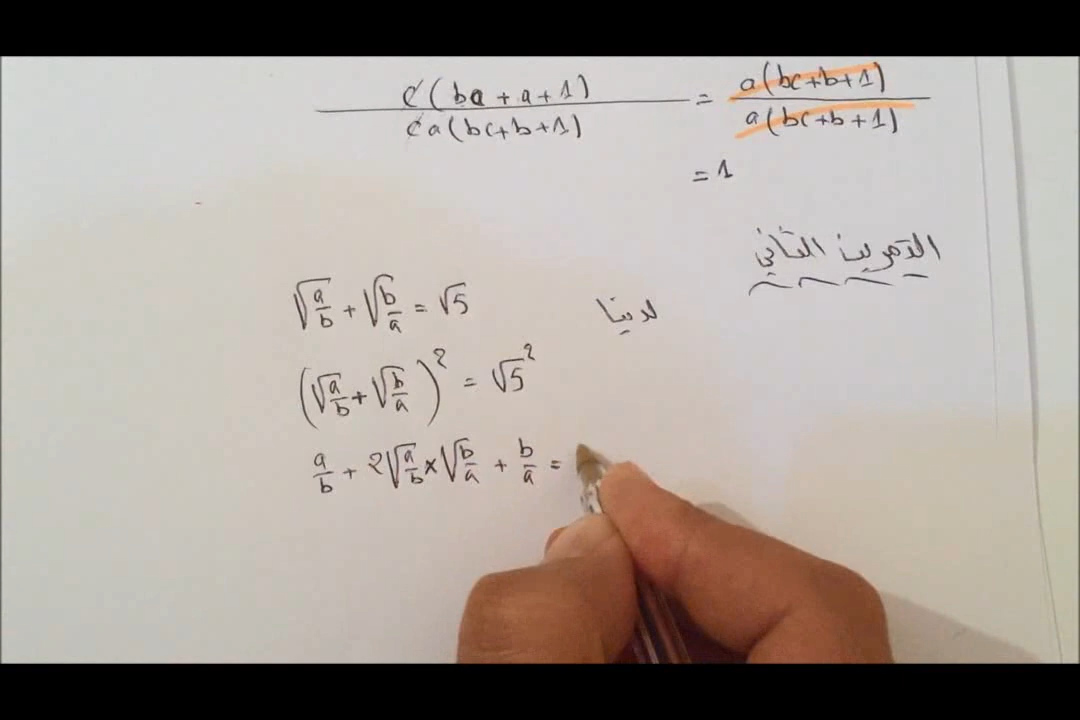 c(ba + a + 1) / ca(bc + b + 1) = a(bc + b + 1) / a(bc + b + 1)
= 1
التمرين الثاني
√a/b + √b/a = √5 لدينا
(√a/b + √b/a)² = √5²
a/b + 2√a/b × √b/a + b/a =